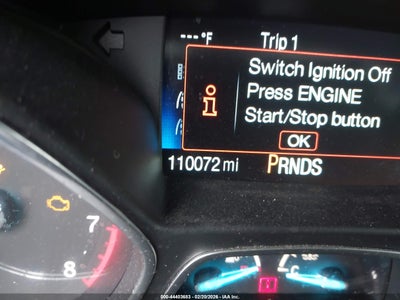 ---°F Trip 1
Switch Ignition Off
Press ENGINE
Start/Stop button
OK
110072 mi PRNDS
7
8
C
000-44403683 - 02/20/2026 - IAA Inc.